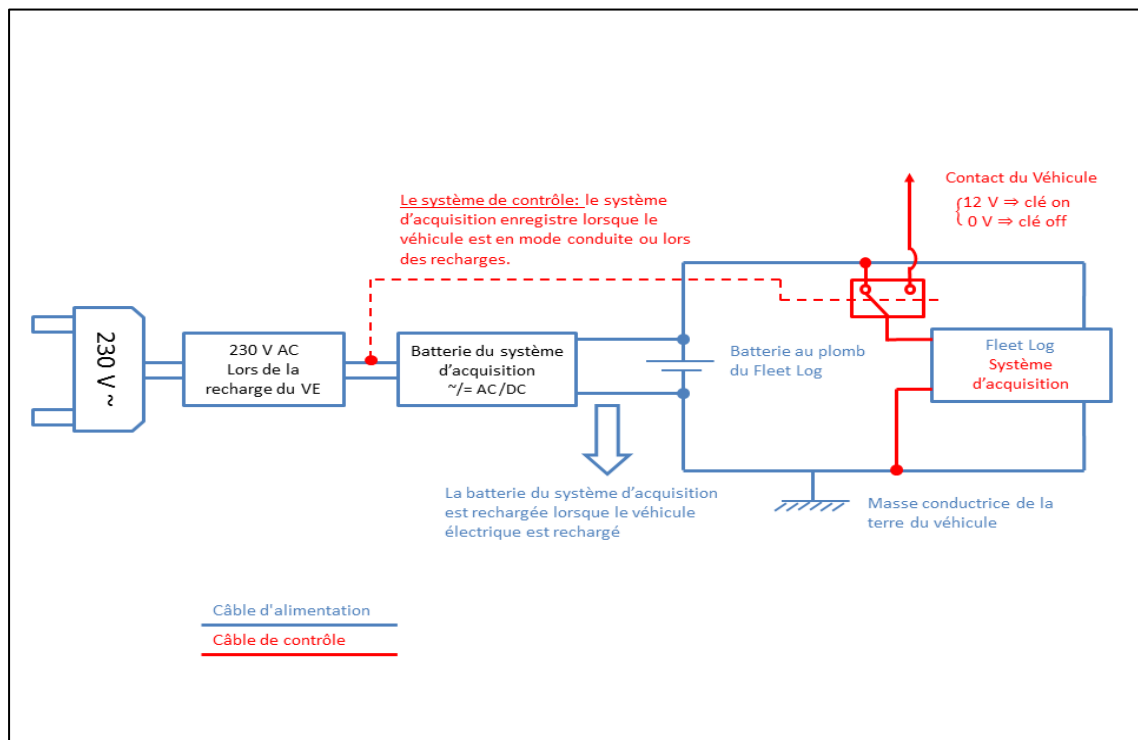 Contact du Véhicule
12 V ⇒ clé on
0 V ⇒ clé off
Le système de contrôle: le système
d’acquisition enregistre lorsque le
véhicule est en mode conduite ou lors
des recharges.
230 V ~
230 V AC
Lors de la
recharge du VE
Batterie du système
d’acquisition
~/= AC/DC
Batterie au plomb
du Fleet Log
Fleet Log
Système
d’acquisition
La batterie du système d’acquisition
est rechargée lorsque le véhicule
électrique est rechargé
Masse conductrice de la
terre du véhicule
Câble d'alimentation
Câble de contrôle